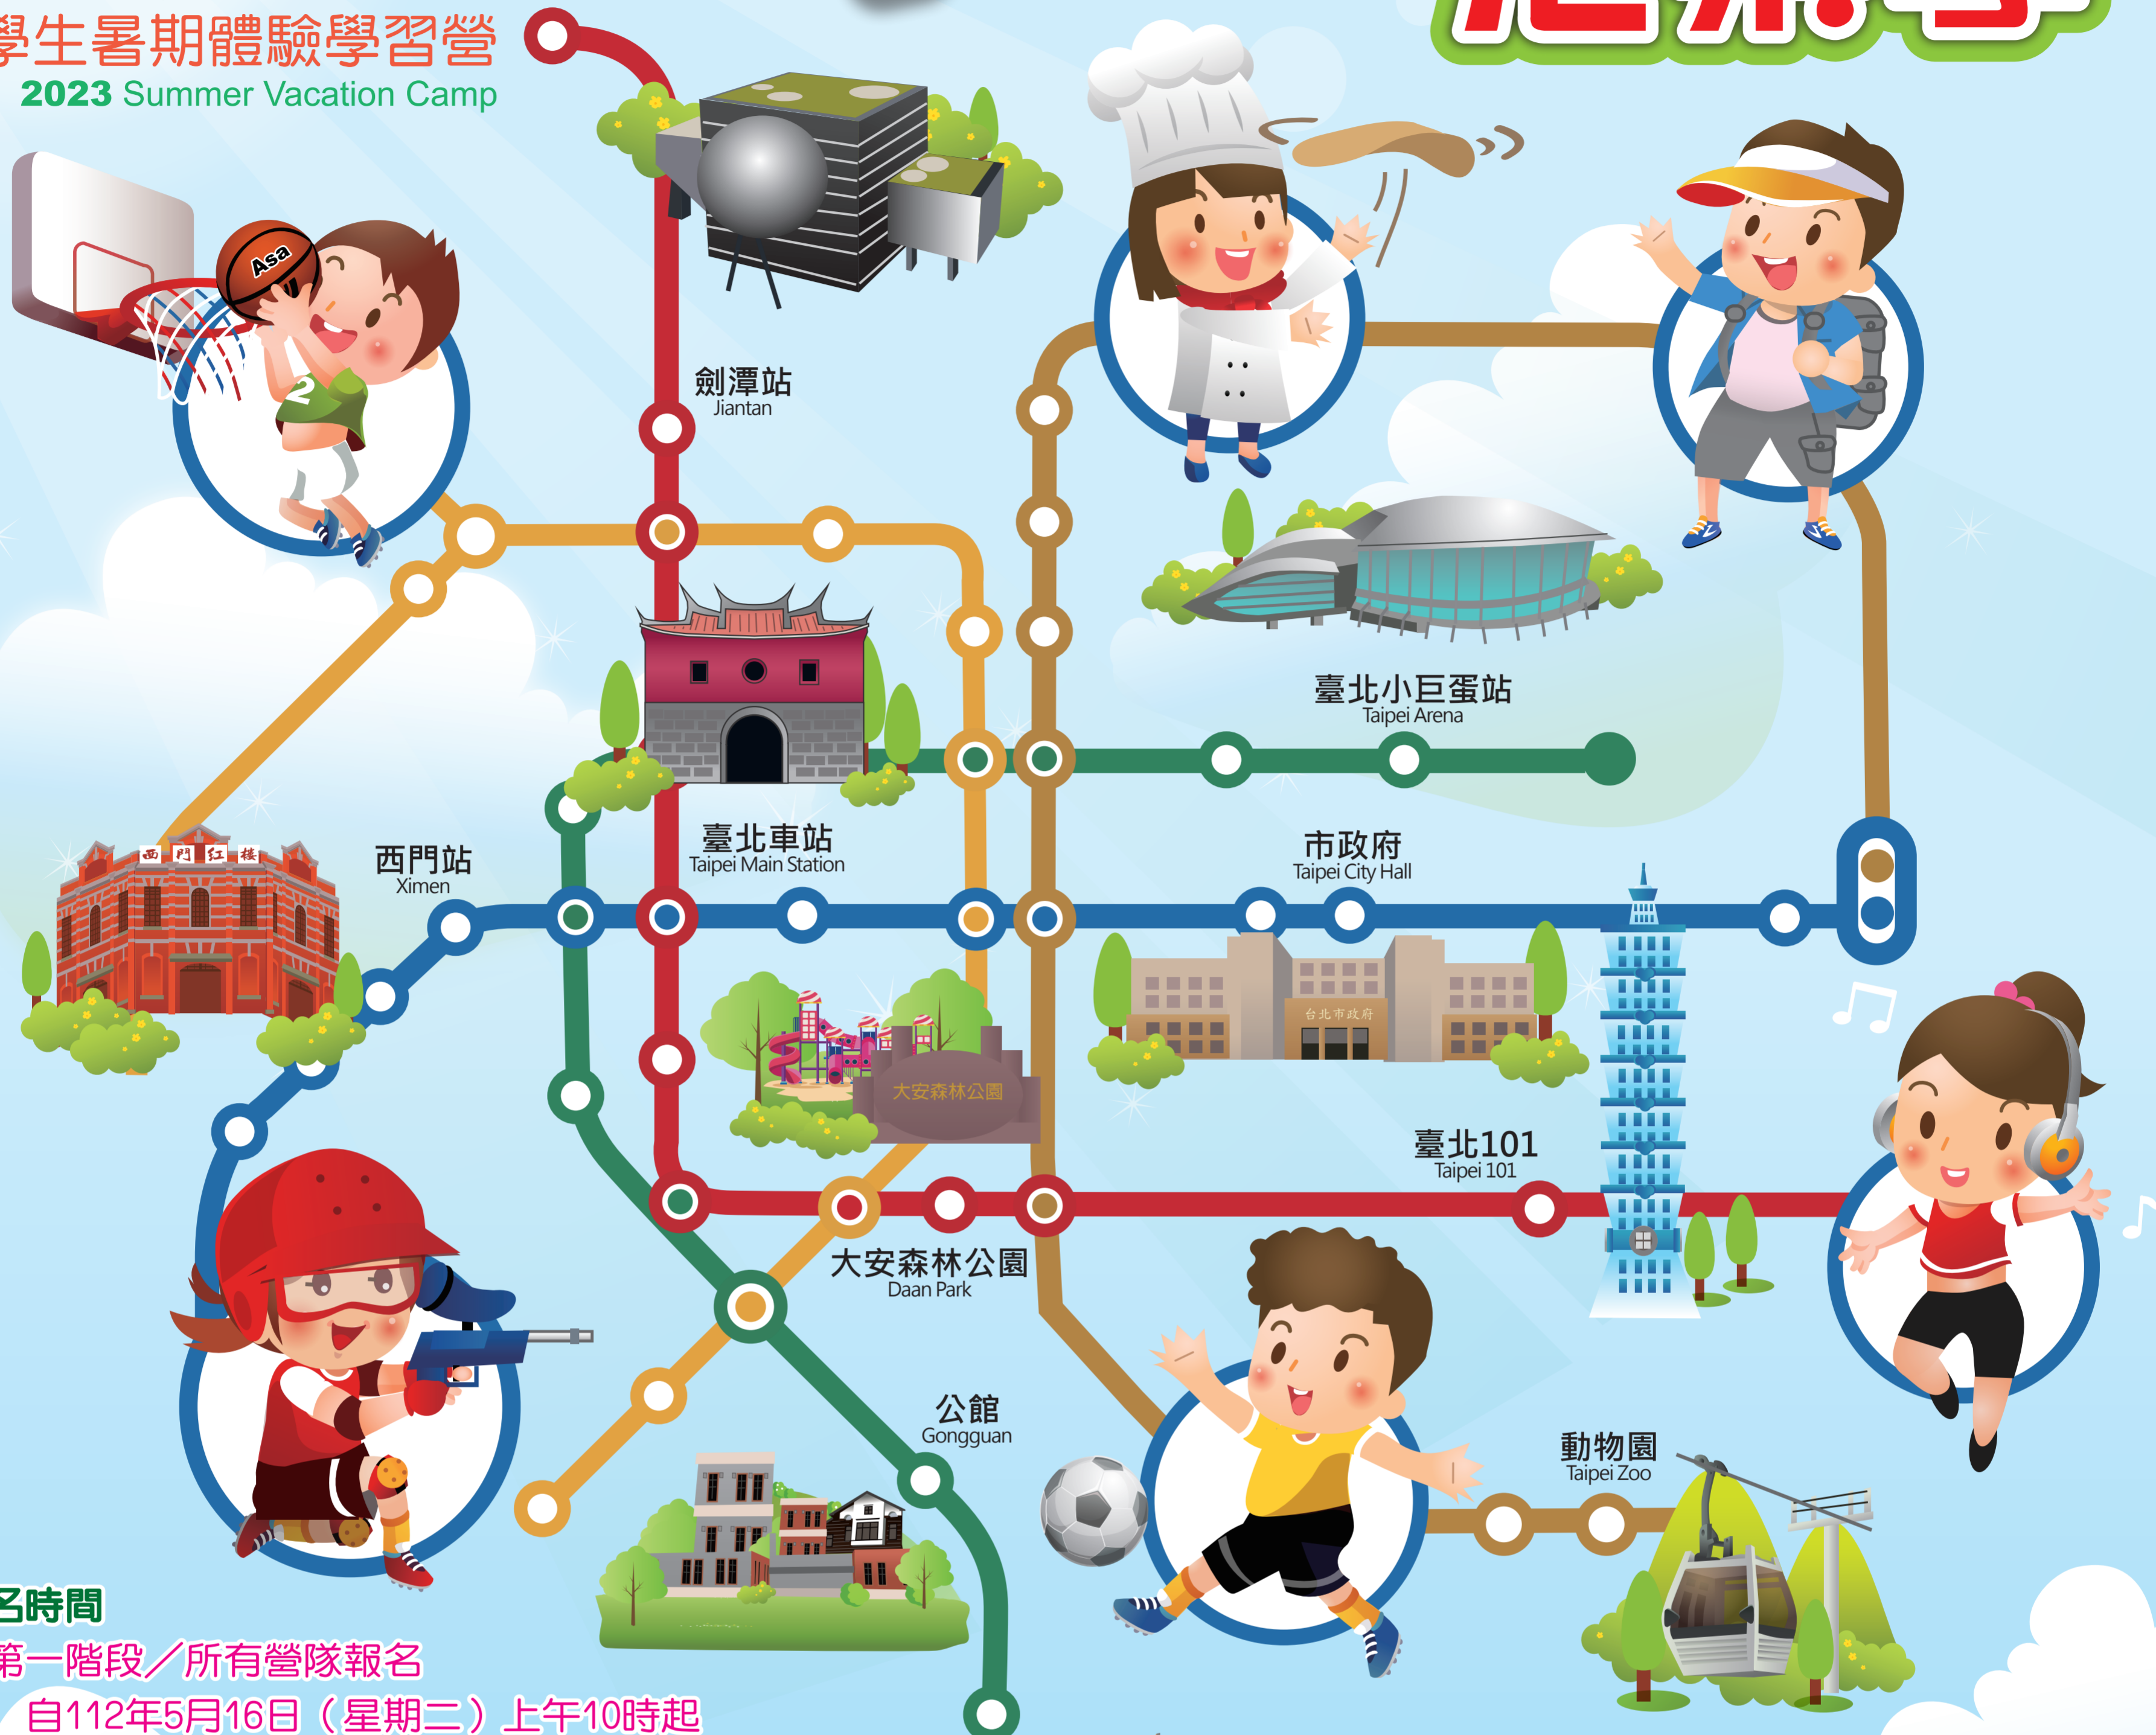 學生暑期體驗學習營
2023 Summer Vacation Camp
Asa
2
劍潭站
Jiantan
臺北小巨蛋站
Taipei Arena
西門紅楼
西門站
Ximen
臺北車站
Taipei Main Station
市政府
Taipei City Hall
台北市政府
大安森林公園
臺北101
Taipei 101
大安森林公園
Daan Park
公館
Gongguan
動物園
Taipei Zoo
名時間
第一階段／所有營隊報名
自112年5月16日（星期二）上午10時起